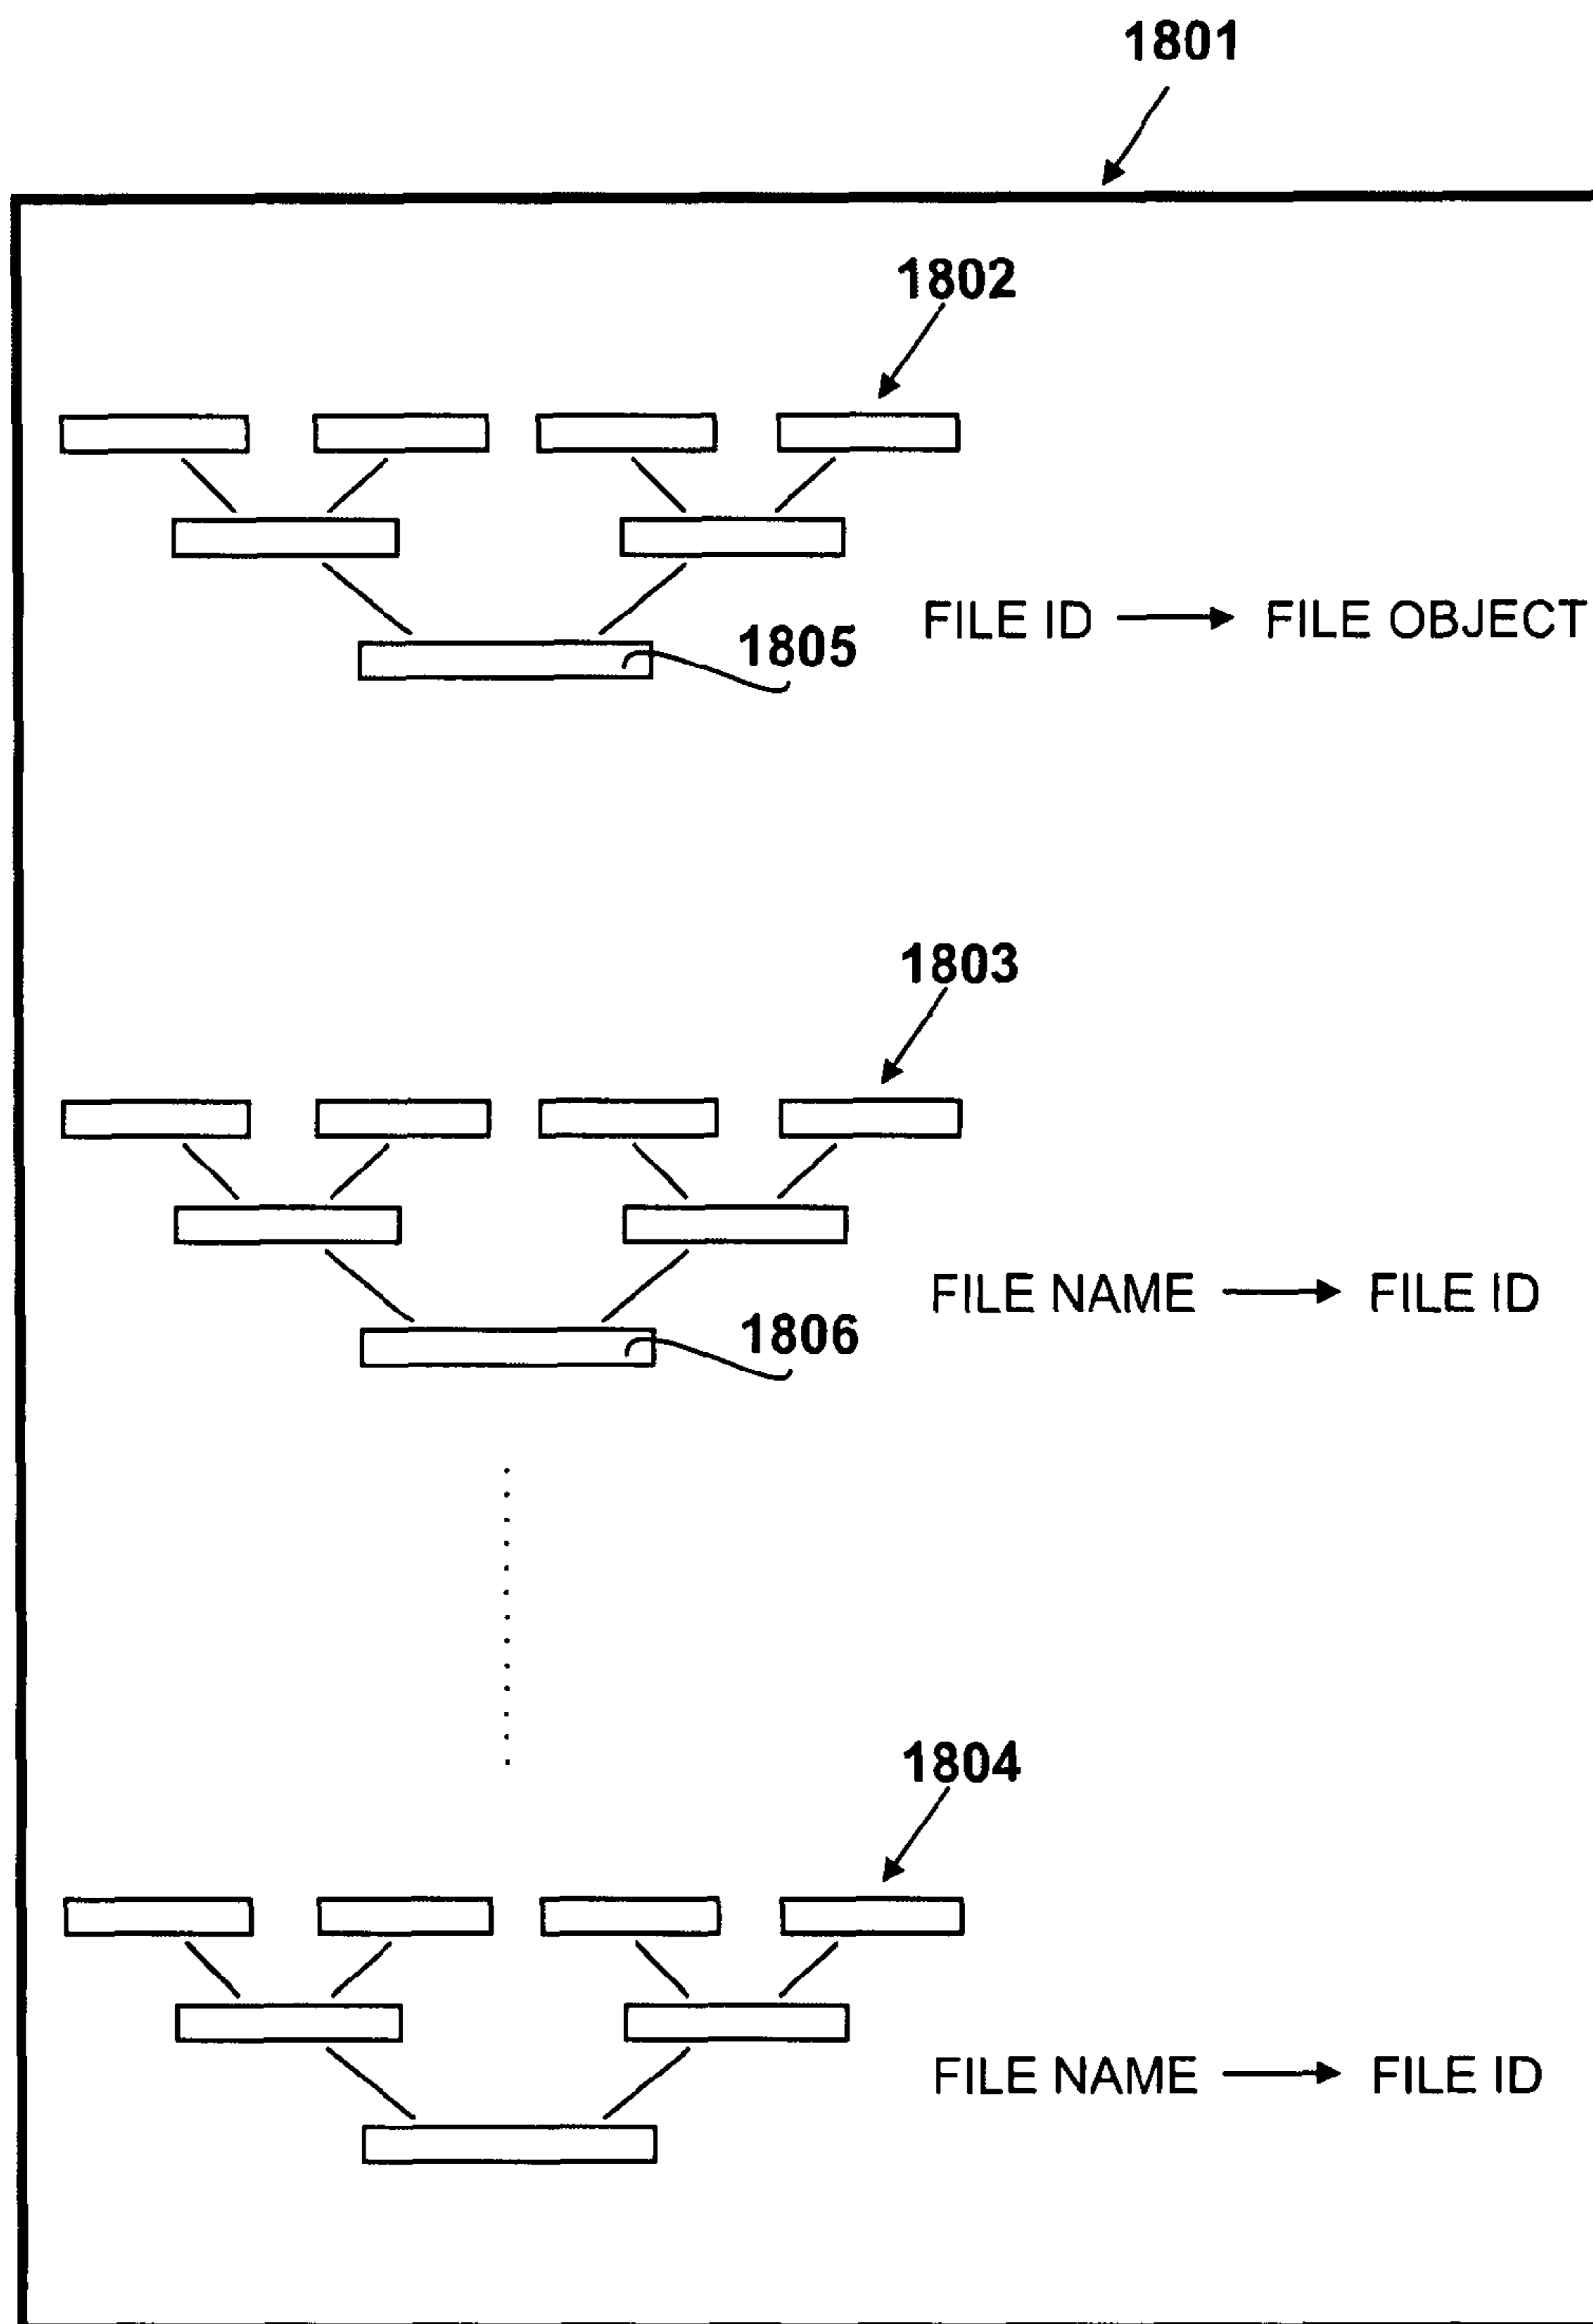 1801
1802
1805
FILE ID → FILE OBJECT
1803
1806
FILE NAME → FILE ID
1804
FILE NAME → FILE ID